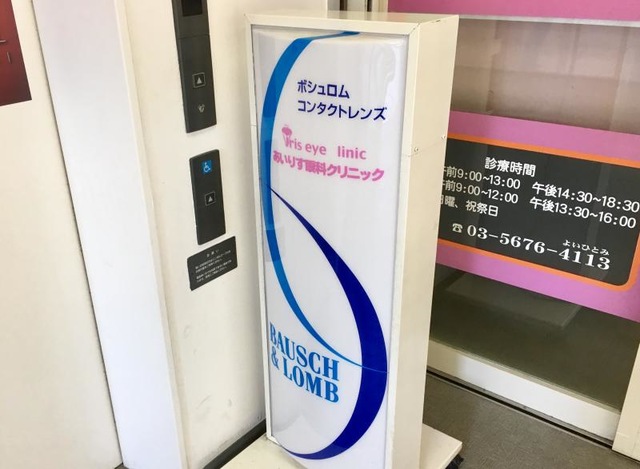 ボシュロム
コンタクトレンズ
iris eye linic
あいりす眼科クリニック
BAUSCH
& LOMB
診療時間
午前9:00~13:00 午後14:30~18:30
午前9:00~12:00 午後13:30~16:00
曜、祝祭日
よいひとみ
☎03-5676-4113